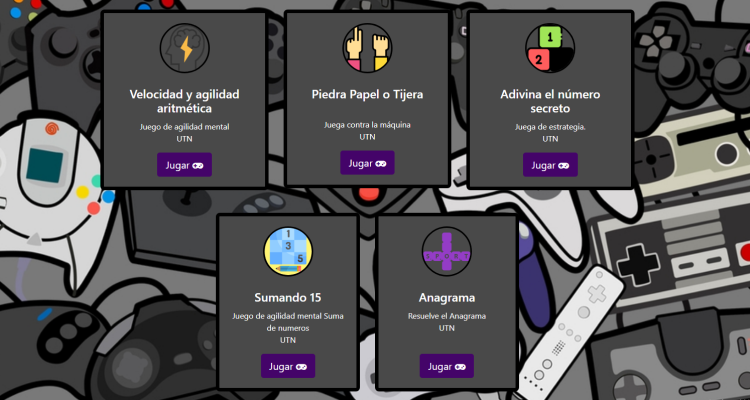 Velocidad y agilidad
aritmética
Juego de agilidad mental
UTN
Jugar
Piedra Papel o Tijera
Juega contra la máquina
UTN
Jugar
1
2
Adivina el número
secreto
Juega de estrategia.
UTN
Jugar
1
3
5
Sumando 15
Juego de agilidad mental Suma
de numeros
UTN
Jugar
Anagrama
Resuelve el Anagrama
UTN
Jugar